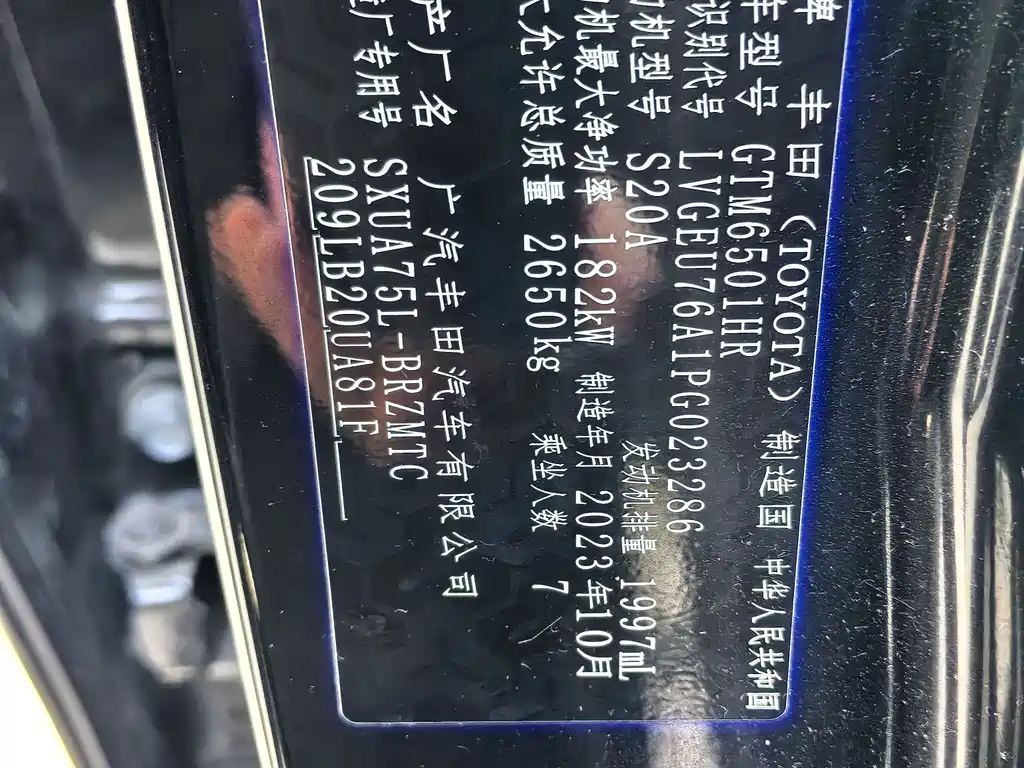 牌 丰田 (TOYOTA) 制造国 中华人民共和国
车型号 GTM6501HR
识别代号 LVGEU76A1PG023286
机型号 S20A 发动机排量 1997mL
机最大净功率 182kW 制造年月 2023年10月
大允许总质量 2650kg 乘坐人数 7
产厂名 广汽丰田汽车有限公司
厂专用号 SXUA75L-BRZMTC
209LB20UA81F